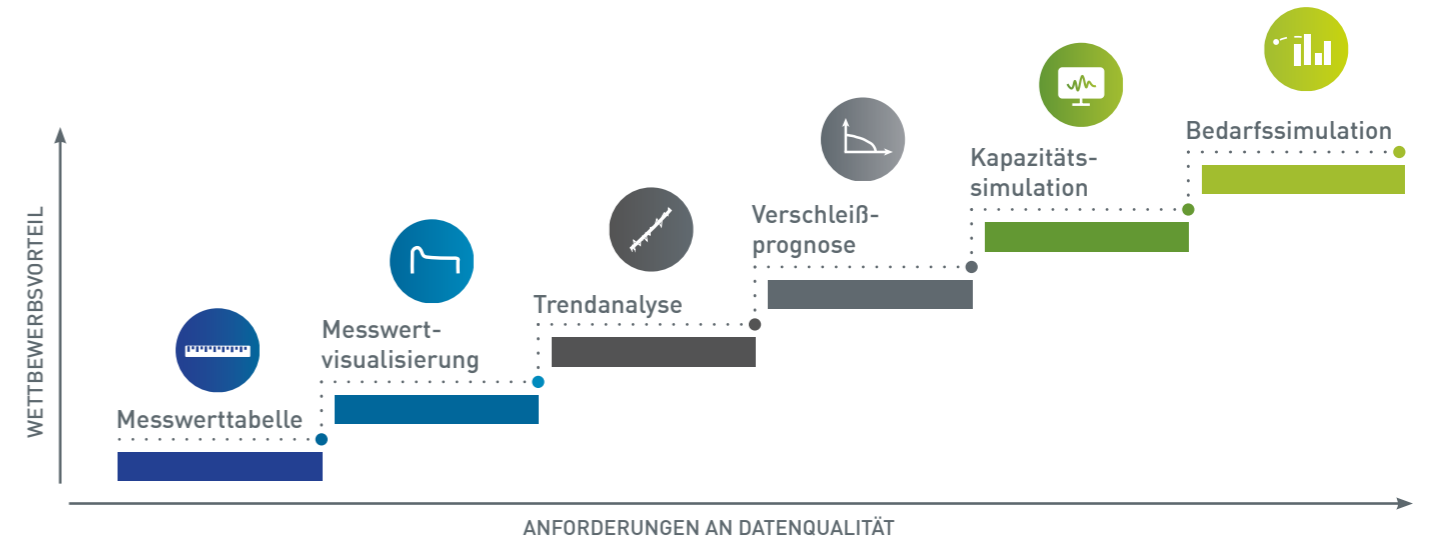 WETTBEWERBSVORTEIL
Messwerttabelle
Messwert-
visualisierung
Trendanalyse
Verschleiß-
prognose
Kapazitäts-
simulation
Bedarfssimulation
ANFORDERUNGEN AN DATENQUALITÄT